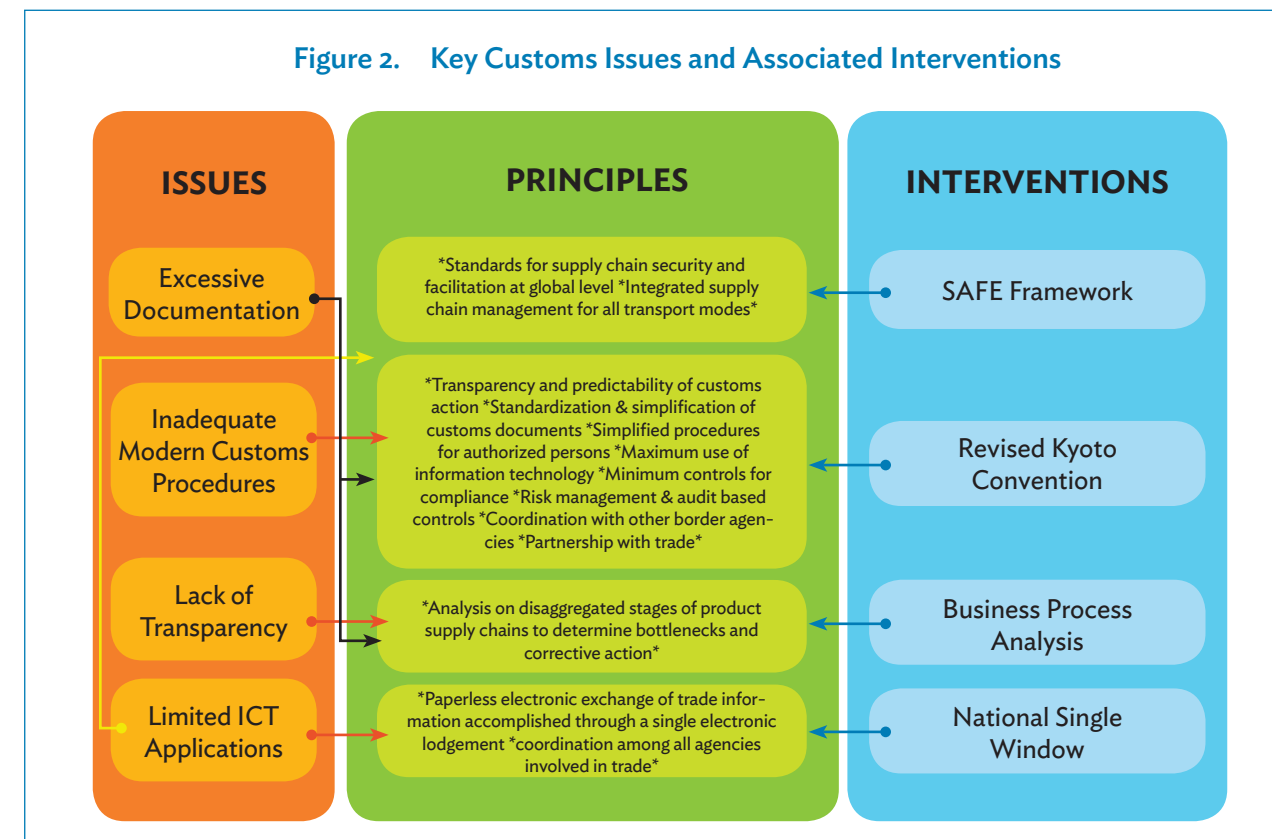 Figure 2. Key Customs Issues and Associated Interventions
ISSUES
Excessive
Documentation
Inadequate
Modern Customs
Procedures
Lack of
Transparency
Limited ICT
Applications
PRINCIPLES
*Standards for supply chain security and
facilitation at global level *Integrated supply
chain management for all transport modes*
*Transparency and predictability of customs
action *Standardization & simplification of
customs documents *Simplified procedures
for authorized persons *Maximum use of
information technology *Minimum controls for
compliance *Risk management & audit based
controls *Coordination with other border agen-
cies *Partnership with trade*
*Analysis on disaggregated stages of product
supply chains to determine bottlenecks and
corrective action*
*Paperless electronic exchange of trade infor-
mation accomplished through a single electronic
lodgement *coordination among all agencies
involved in trade*
INTERVENTIONS
SAFE Framework
Revised Kyoto
Convention
Business Process
Analysis
National Single
Window